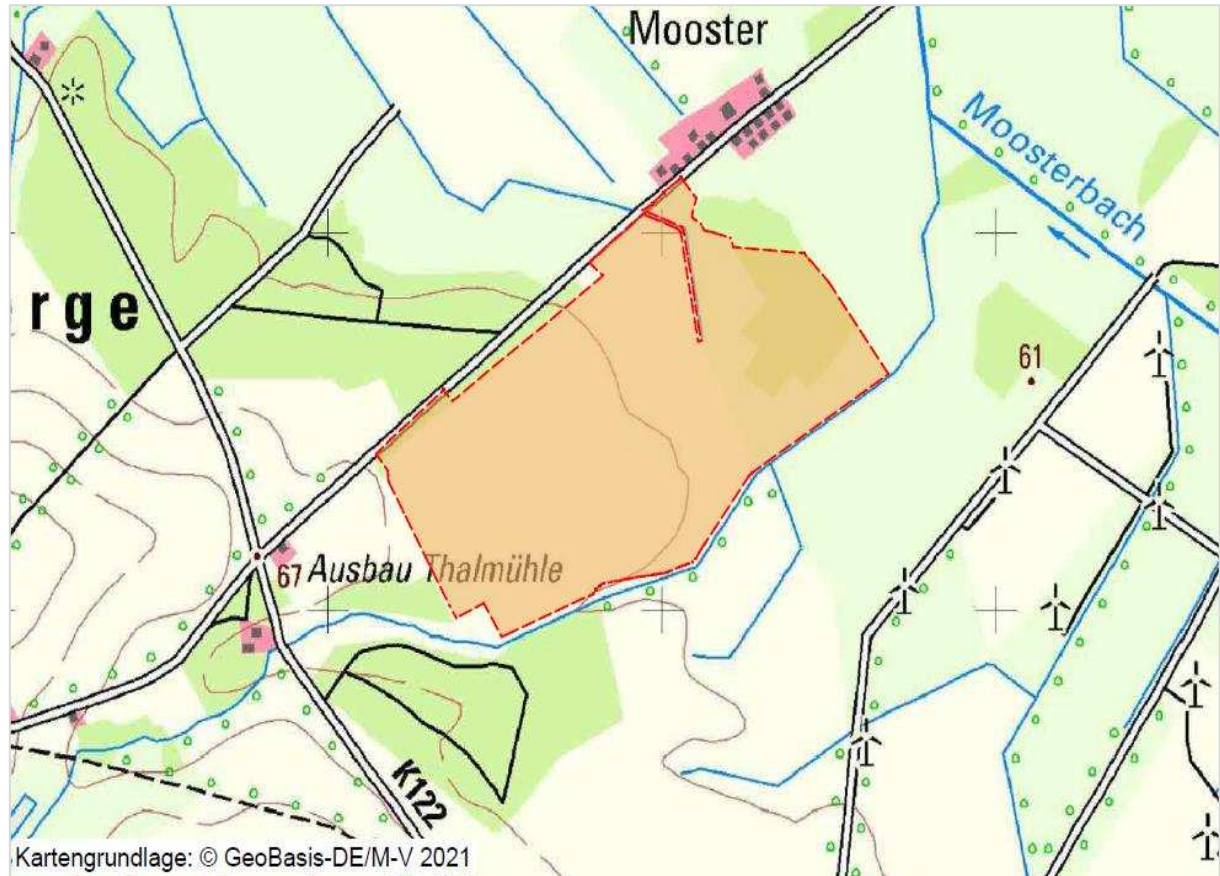 Mooster
Moosterbach
rge
61
67 Ausbau Thalmühle
K122
Kartengrundlage: © GeoBasis-DE/M-V 2021